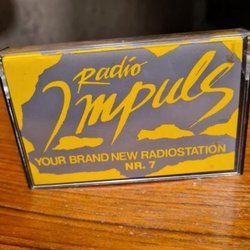 Radio
Impuls
YOUR BRAND NEW RADIOSTATION
NR. 7